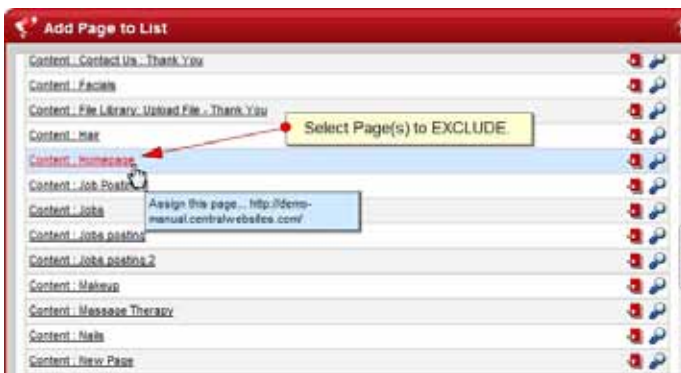 Add Page to List
Content : Contact Us : Thank You
Content : Facials
Content : File Library: Upload File - Thank You
Select Page(s) to EXCLUDE.
Content : Hair
Content : Homepage
Content : Job Posting
Assign this page... http://demo-
manual.centralwebsites.com/
Content : Jobs
Content : Jobs posting
Content : Jobs posting 2
Content : Makeup
Content : Massage Therapy
Content : Nails
Content : New Page